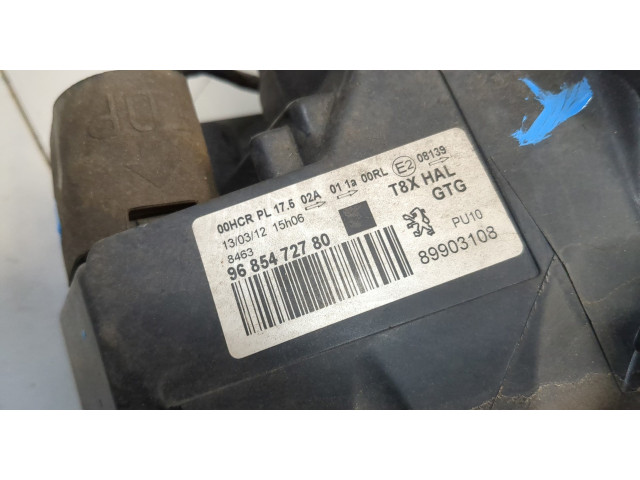 TOP
00HCR PL 17.5 02A 01 1a 00RL E2 08139
13/03/12 15h06
T8X HAL
8463
GTG
96 854 727 80
PU10
89903108